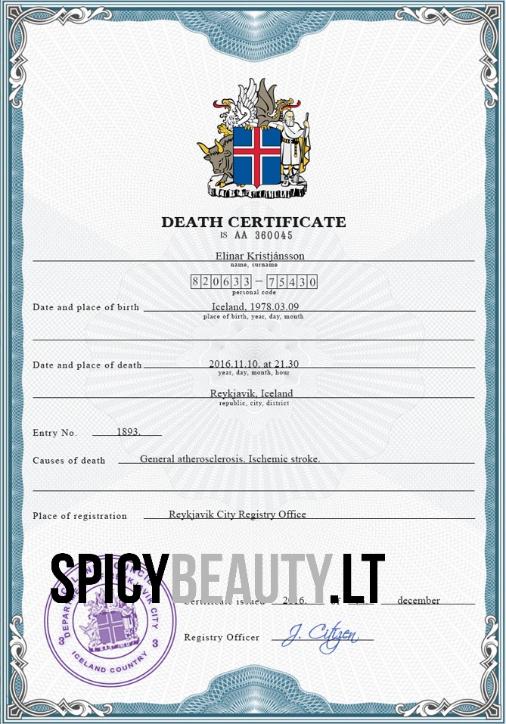 DEATH CERTIFICATE
IS AA 360045
Elinar Kristjánsson
name, surname
820633-75430
personal code
Date and place of birth Iceland, 1978.03.09
place of birth, year, day, month
Date and place of death 2016.11.10. at 21.30
year, day, month, hour
Reykjavik, Iceland
republic, city, district
Entry No. 1893.
Causes of death General atherosclerosis. Ischemic stroke.
Place of registration Reykjavik City Registry Office
SPICYBEAUTY.LT
Certificate issued 2016. december
Registry Officer J. Citizen
CITY
ICELAND COUNTRY
3 3